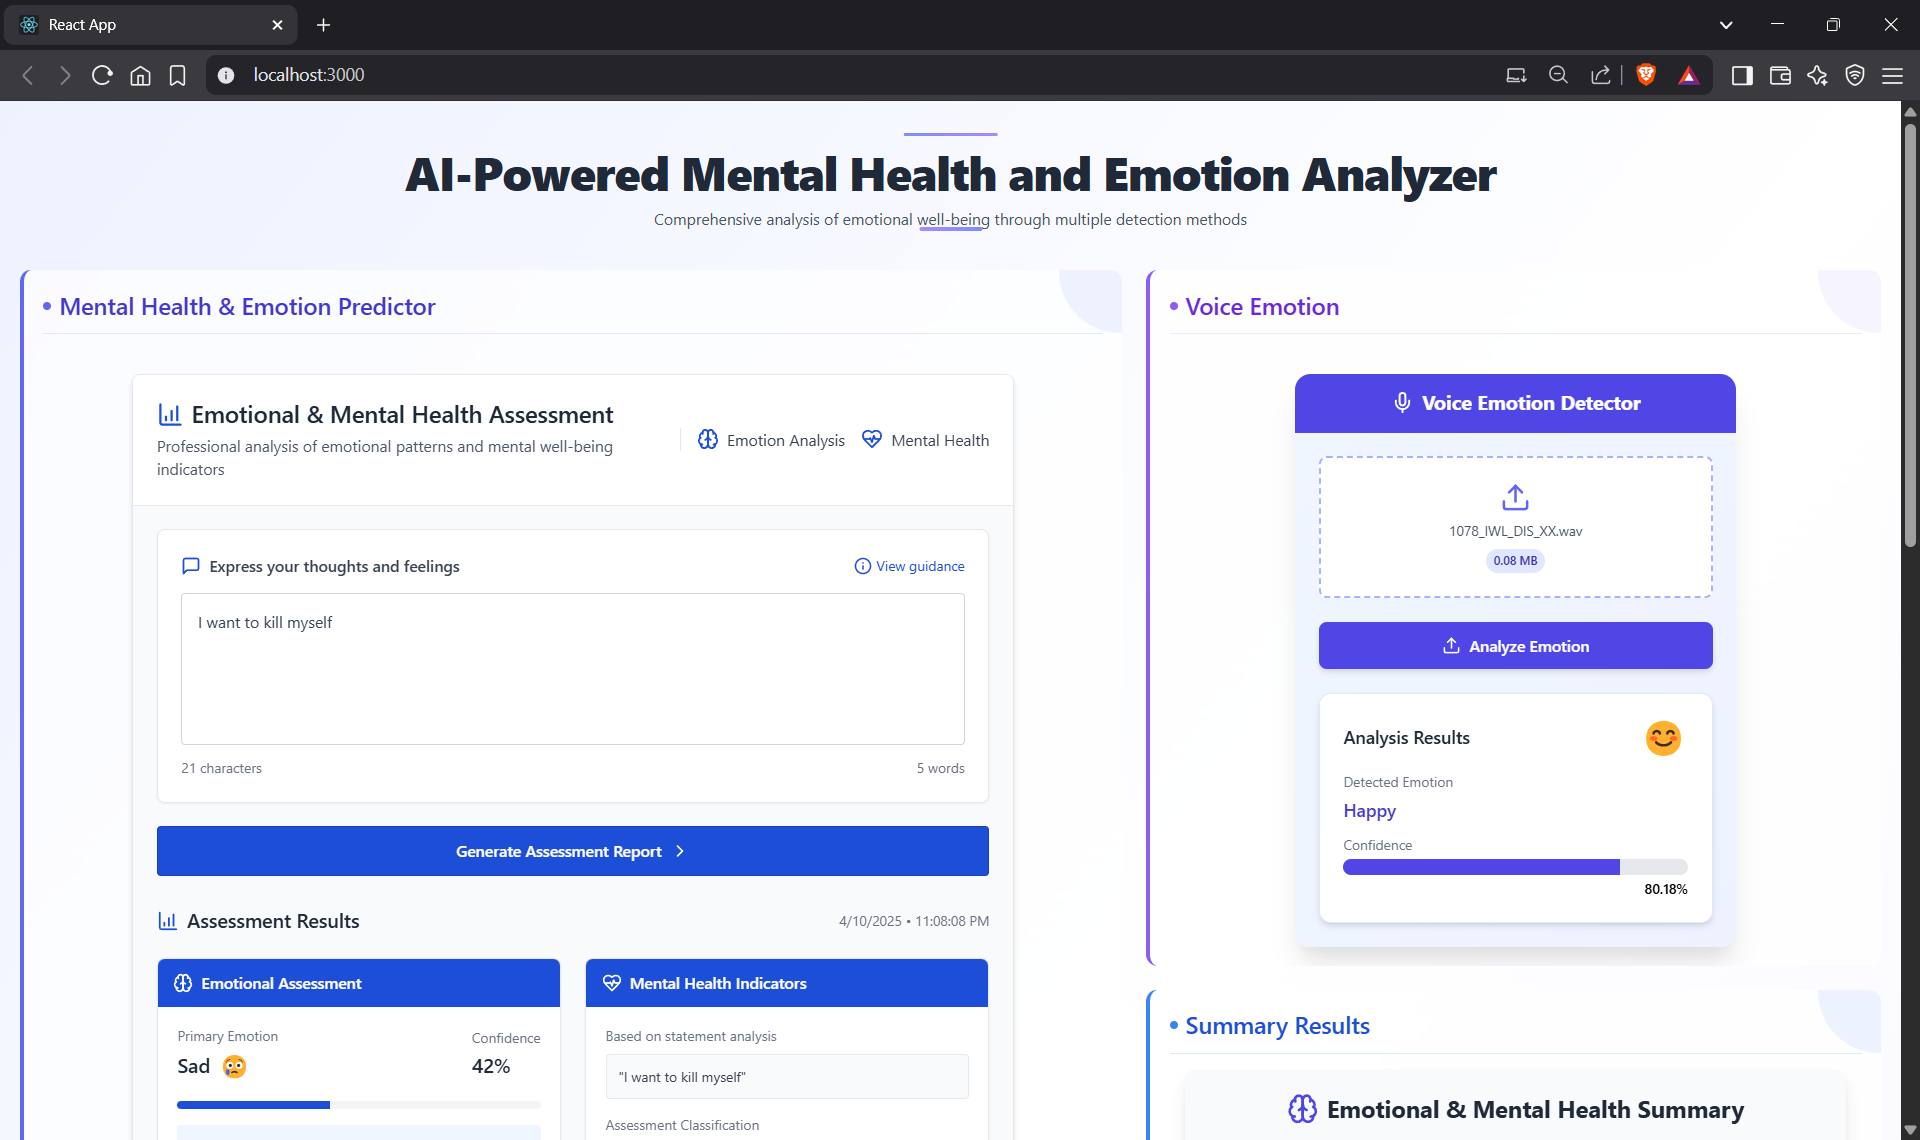 React App
localhost:3000
AI-Powered Mental Health and Emotion Analyzer
Comprehensive analysis of emotional well-being through multiple detection methods
Mental Health & Emotion Predictor
Emotional & Mental Health Assessment
Professional analysis of emotional patterns and mental well-being
indicators
Emotion Analysis
Mental Health
Express your thoughts and feelings
View guidance
I want to kill myself
21 characters
5 words
Generate Assessment Report
Assessment Results
4/10/2025 • 11:08:08 PM
Emotional Assessment
Primary Emotion
Confidence
Sad 😢
42%
Mental Health Indicators
Based on statement analysis
"I want to kill myself"
Assessment Classification
Voice Emotion
Voice Emotion Detector
1078_IWL_DIS_XX.wav
0.08 MB
Analyze Emotion
Analysis Results
Detected Emotion
Happy
Confidence
80.18%
Summary Results
Emotional & Mental Health Summary